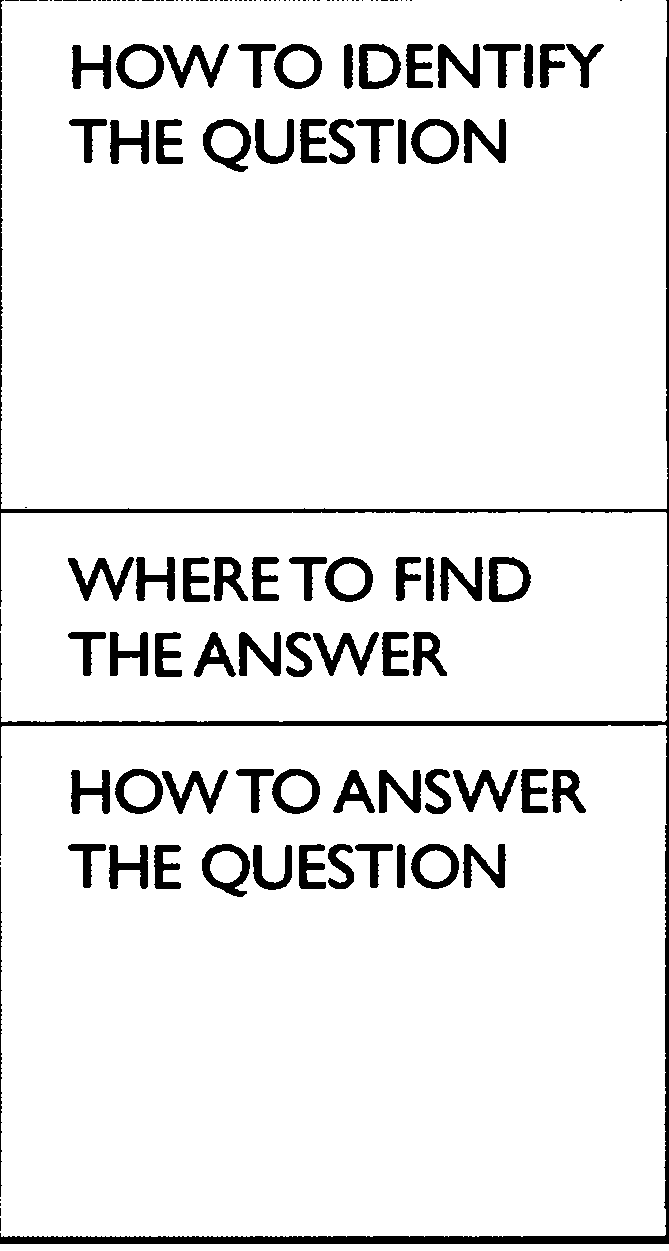 HOW TO IDENTIFY
THE QUESTION
WHERE TO FIND
THE ANSWER
HOW TO ANSWER
THE QUESTION